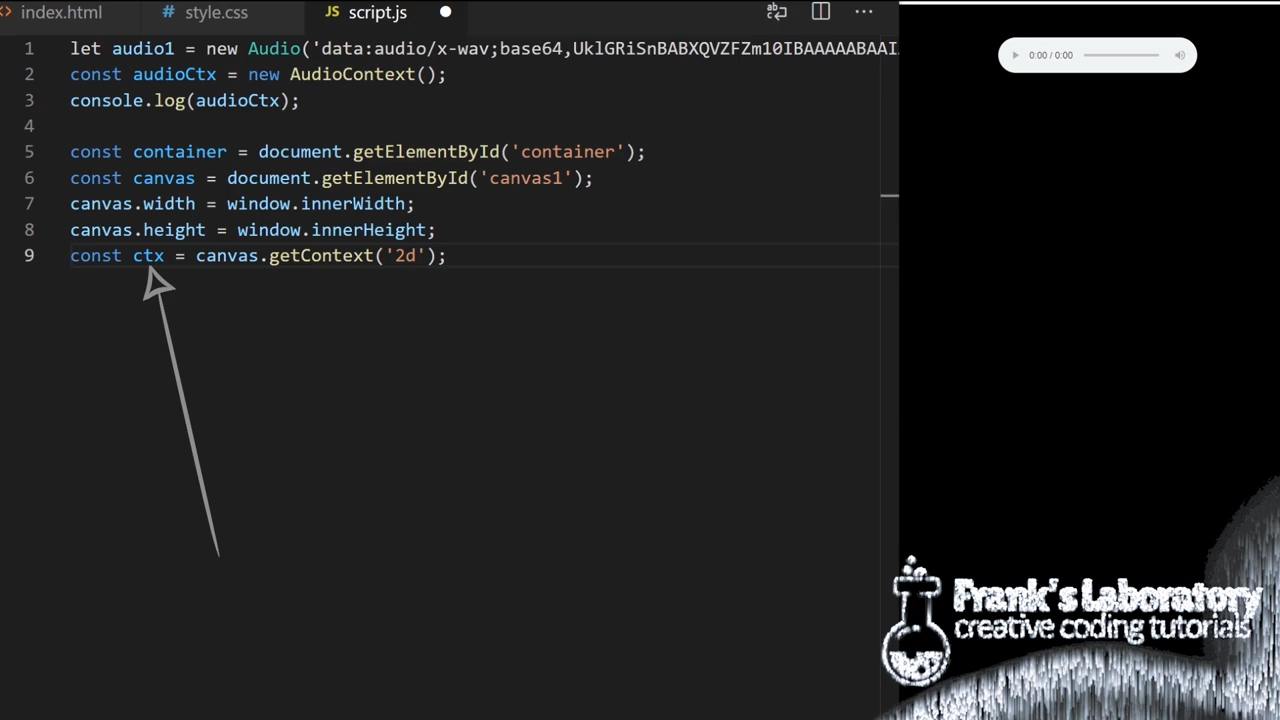 index.html
# style.css
JS script.js
1 let audio1 = new Audio('data:audio/x-wav;base64,UklGRiSnBABXQVZFZm10IBAAAAABAAI
2 const audioCtx = new AudioContext();
3 console.log(audioCtx);
4
5 const container = document.getElementById('container');
6 const canvas = document.getElementById('canvas1');
7 canvas.width = window.innerWidth;
8 canvas.height = window.innerHeight;
9 const ctx = canvas.getContext('2d');
0:00 / 0:00
Frank's Laboratory
creative coding tutorials